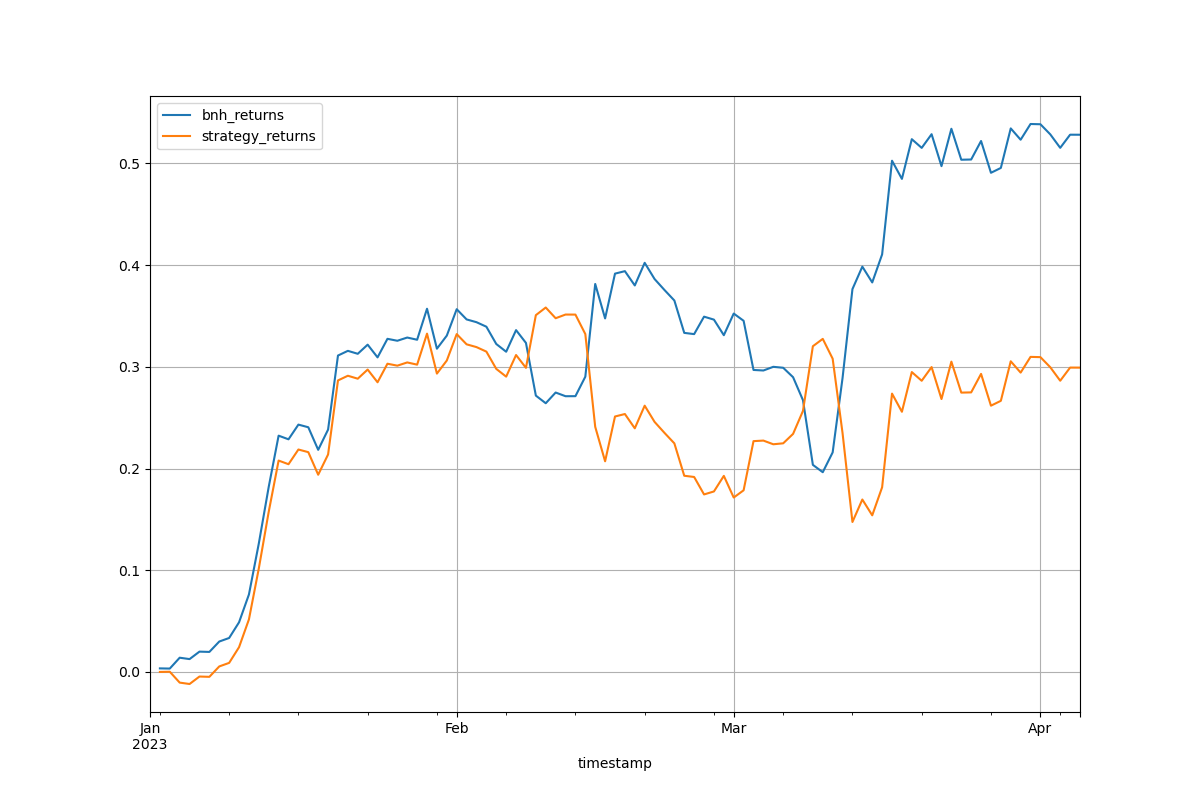 bnh_returns
strategy_returns
0.5
0.4
0.3
0.2
0.1
0.0
Jan
2023
Feb
Mar
Apr
timestamp